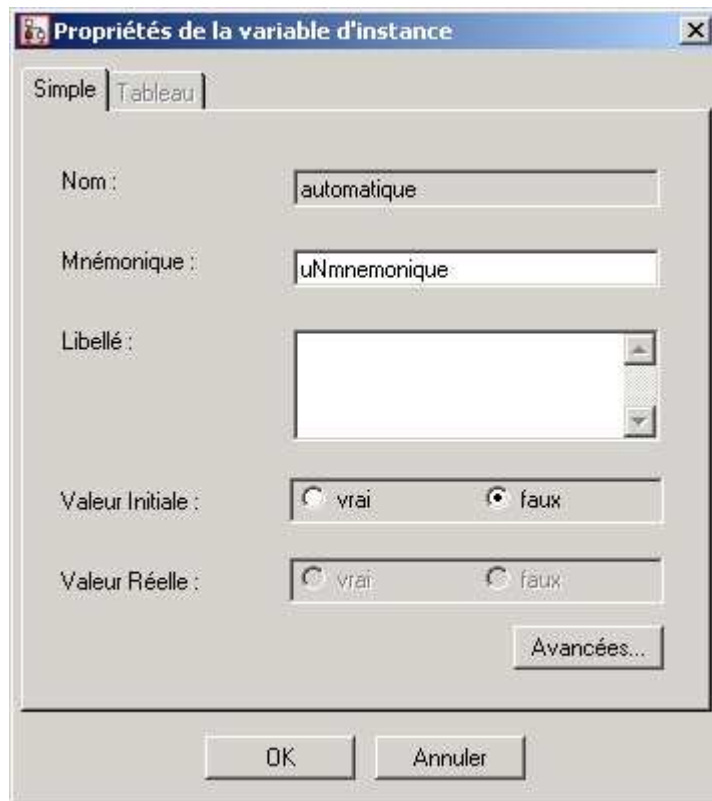 Propriétés de la variable d'instance
Simple Tableau
Nom : automatique
Mnémonique : uNmnemonique
Libellé :
Valeur Initiale : vrai faux
Valeur Réelle : vrai faux
Avancées...
OK Annuler